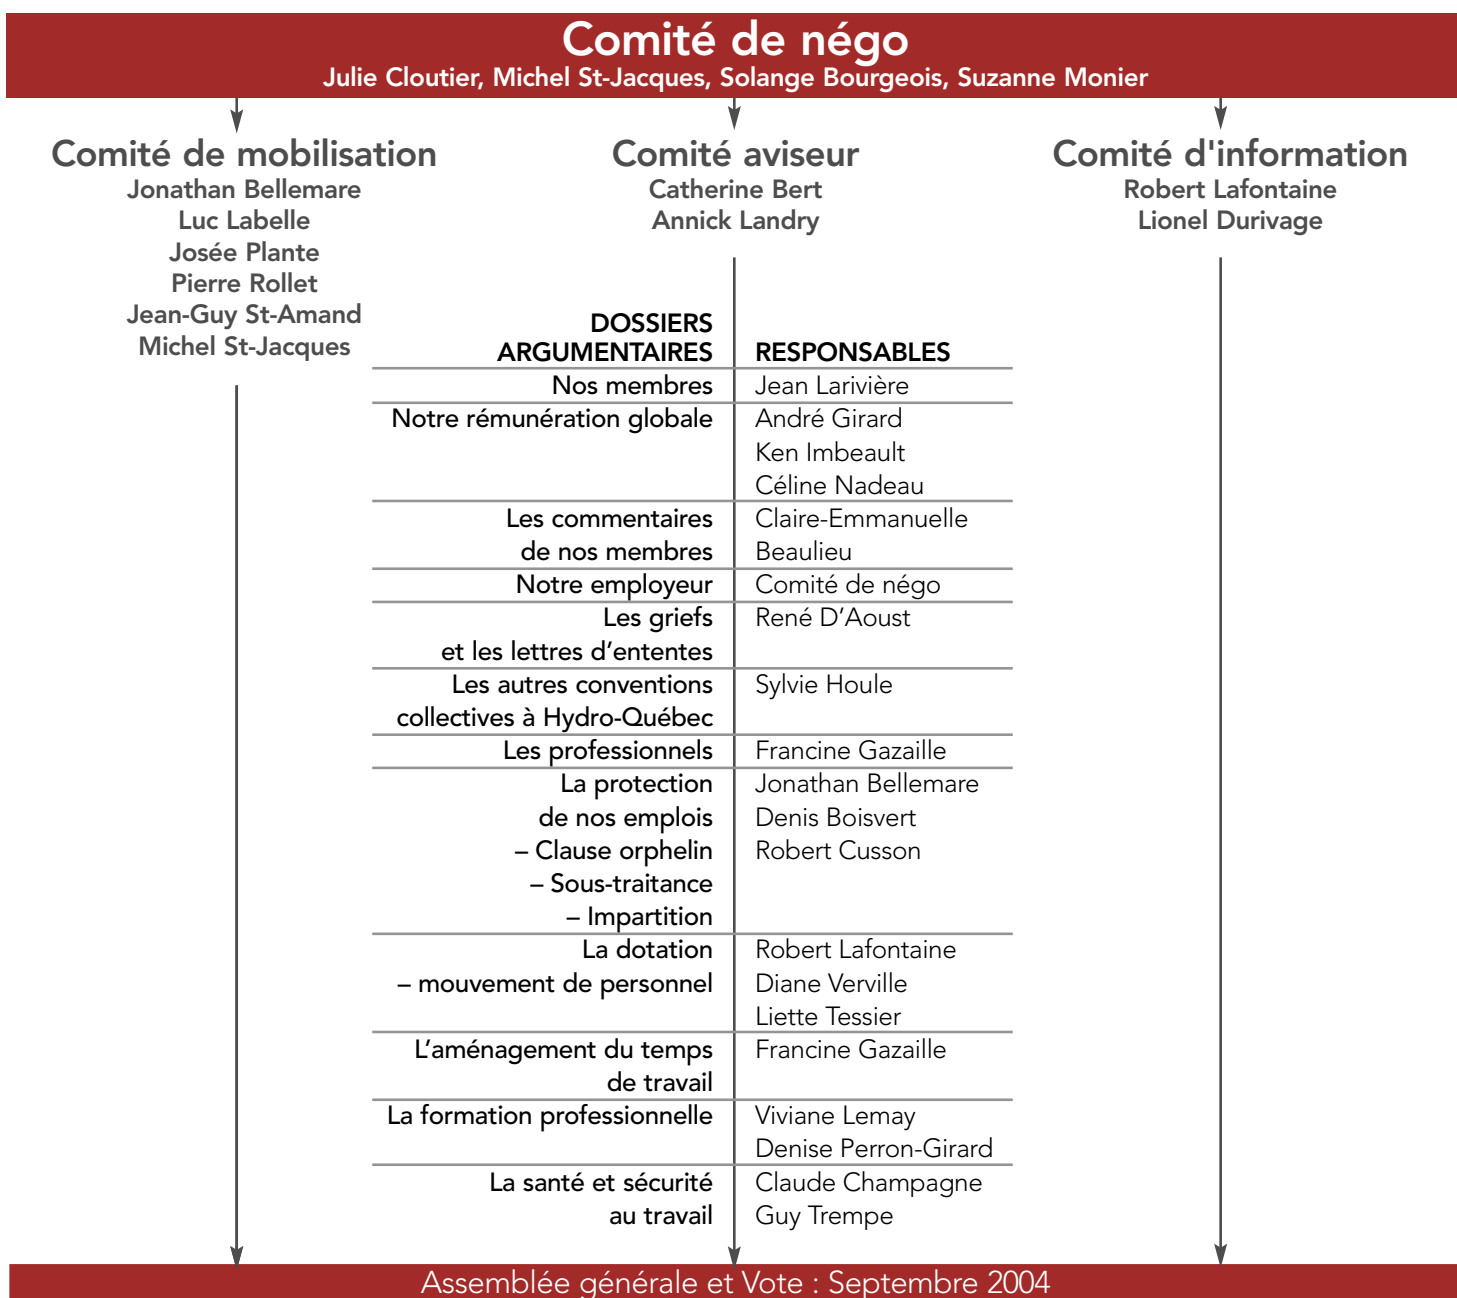 Comité de négo
Julie Cloutier, Michel St-Jacques, Solange Bourgeois, Suzanne Monier
Comité de mobilisation
Jonathan Bellemare
Luc Labelle
Josée Plante
Pierre Rollet
Jean-Guy St-Amand
Michel St-Jacques
Comité aviseur
Catherine Bert
Annick Landry
Comité d'information
Robert Lafontaine
Lionel Durivage
DOSSIERS
ARGUMENTAIRES RESPONSABLES
Nos membres Jean Larivière
Notre rémunération globale André Girard
Ken Imbeault
Céline Nadeau
Les commentaires Claire-Emmanuelle
de nos membres Beaulieu
Notre employeur Comité de négo
Les griefs René D’Aoust
et les lettres d’ententes
Les autres conventions Sylvie Houle
collectives à Hydro-Québec
Les professionnels Francine Gazaille
La protection Jonathan Bellemare
de nos emplois Denis Boisvert
– Clause orphelin Robert Cusson
– Sous-traitance
– Impartition
La dotation Robert Lafontaine
– mouvement de personnel Diane Verville
Liette Tessier
L’aménagement du temps Francine Gazaille
de travail
La formation professionnelle Viviane Lemay
Denise Perron-Girard
La santé et sécurité Claude Champagne
au travail Guy Trempe
Assemblée générale et Vote : Septembre 2004